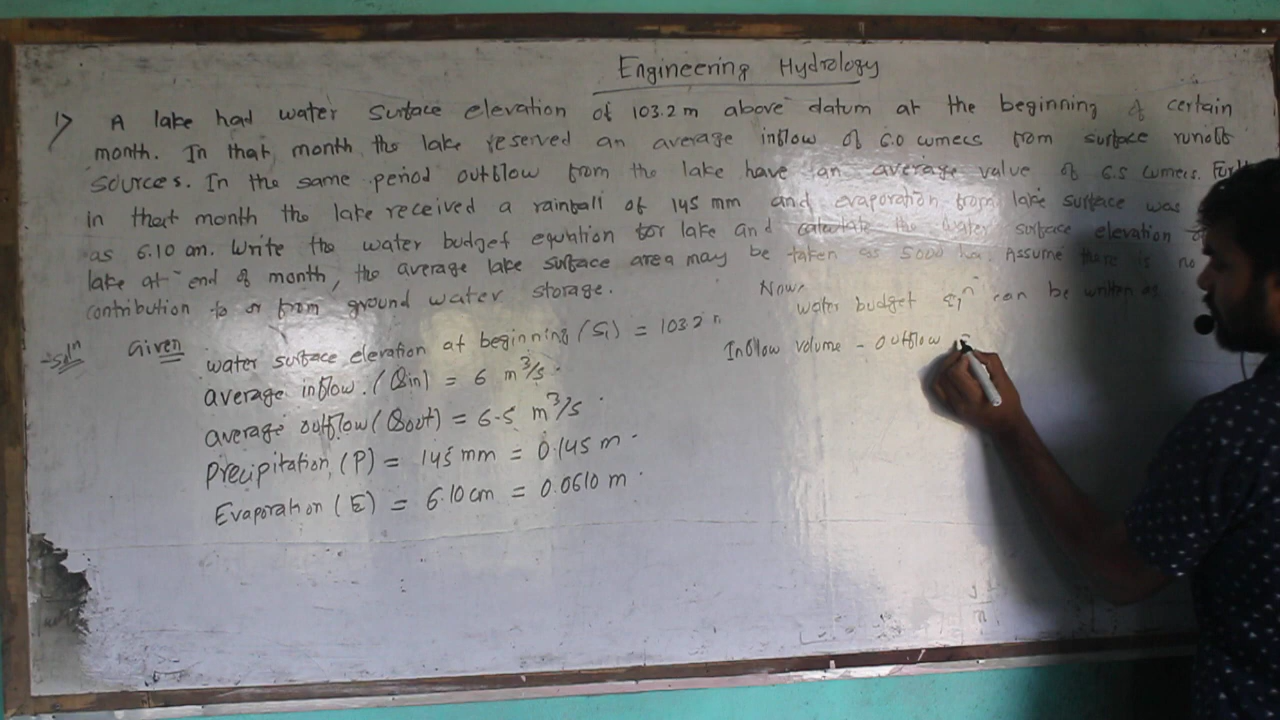 Engineering Hydrology
1) A lake had water surface elevation of 103.2 m above datum at the beginning of certain
month. In that month the lake reserved an average inflow of 6.0 cumecs from surface runoff
sources. In the same period outflow from the lake have an average value of 6.5 cumecs. Furth
in that month the lake received a rainfall of 145 mm and evaporation from lake surface was
as 6.10 cm. Write the water budget equation for lake and calculate the water surface elevation of
lake at end of month, the average lake surface area may be taken as 5000 ha. Assume there is no
contribution to or from ground water storage.
Soln Given
water surface elevation at beginning (S1) = 103.2 m
average inflow (Qin) = 6 m³/s.
average outflow (Qout) = 6.5 m³/s.
Precipitation (P) = 145 mm = 0.145 m.
Evaporation (E) = 6.10 cm = 0.0610 m.
Now,
water budget eqn can be written as
Inflow volume - Outflow